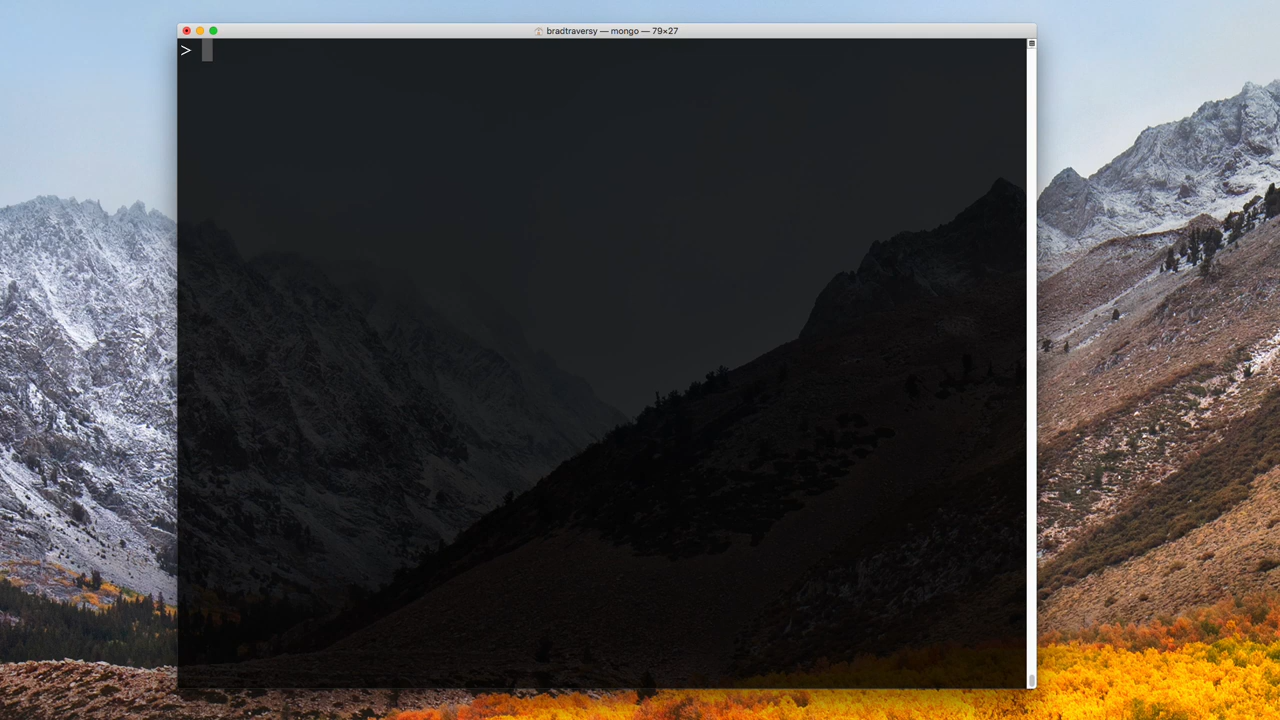 bradtraversy — mongo — 79×27
>